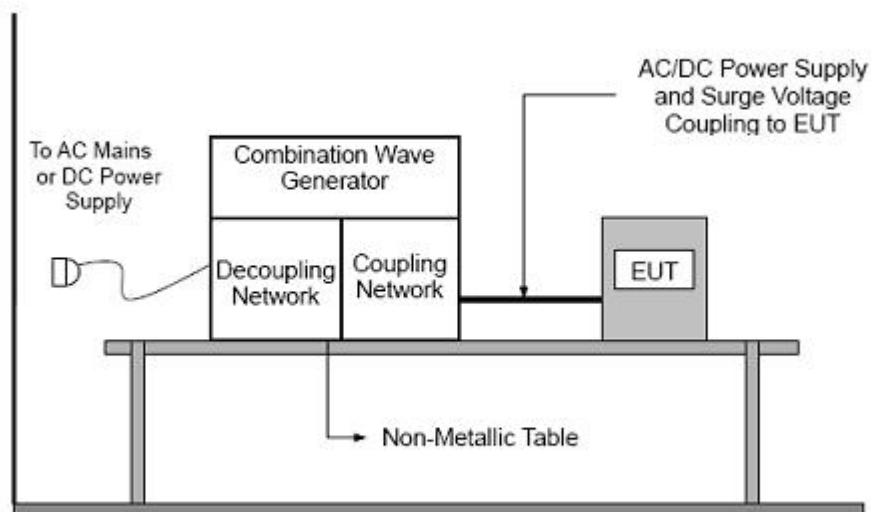 AC/DC Power Supply
and Surge Voltage
Coupling to EUT
To AC Mains
or DC Power
Supply
Combination Wave
Generator
Decoupling
Network
Coupling
Network
EUT
Non-Metallic Table